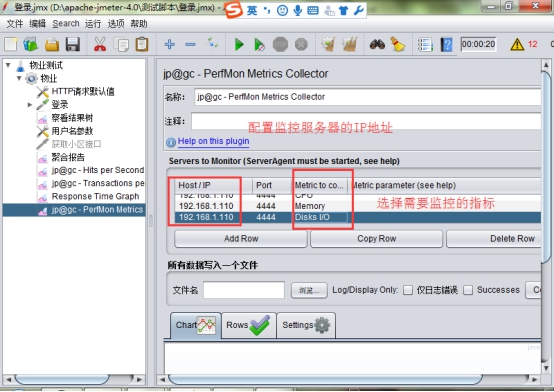 登录.jmx (D:\apache-jmeter-4.0\测试脚本\登录.jmx)
英
文件 编辑 Search 运行 选项 帮助
00:00:20
12
物业测试
物业
HTTP请求默认值
登录
察看结果树
用户名参数
获取小区接口
聚合报告
jp@gc - Hits per Second
jp@gc - Transactions pe
Response Time Graph
jp@gc - PerfMon Metrics
jp@gc - PerfMon Metrics Collector
名称: jp@gc - PerfMon Metrics Collector
注释:
配置监控服务器的IP地址
Help on this plugin
Servers to Monitor (ServerAgent must be started, see help)
Host / IP Port Metric to co... Metric parameter (see help)
192.168.1.110 4444 CPU
192.168.1.110 4444 Memory
192.168.1.110 4444 Disks I/O
选择需要监控的指标
Add Row Copy Row Delete Row
所有数据写入一个文件
文件名 浏览... Log/Display Only: 仅日志错误 Successes
Chart Rows Settings